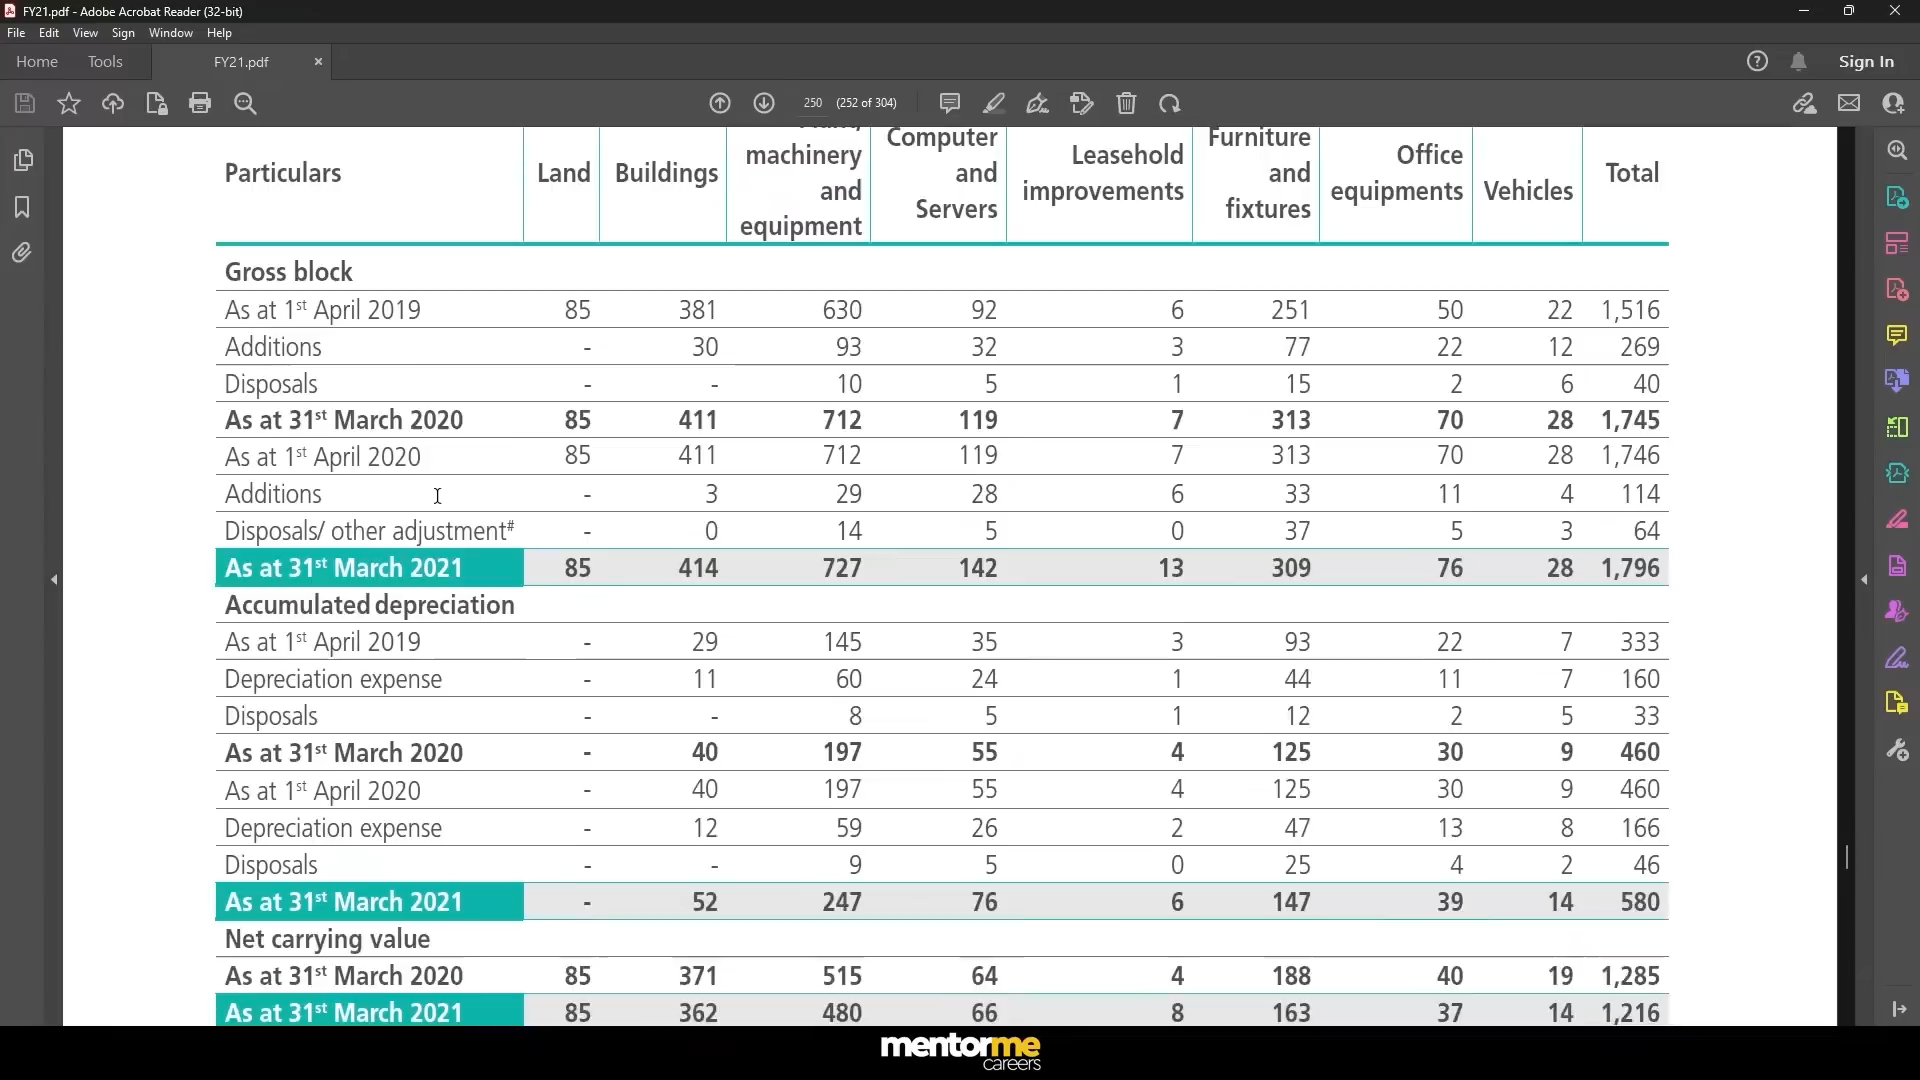 FY21.pdf - Adobe Acrobat Reader (32-bit)
File Edit View Sign Window Help
Home Tools FY21.pdf × Sign In
250 (252 of 304)
Particulars Land Buildings machinery and equipment Computer and Servers Leasehold improvements Furniture and fixtures Office equipments Vehicles Total
Gross block
As at 1st April 2019 85 381 630 92 6 251 50 22 1,516
Additions - 30 93 32 3 77 22 12 269
Disposals - - 10 5 1 15 2 6 40
As at 31st March 2020 85 411 712 119 7 313 70 28 1,745
As at 1st April 2020 85 411 712 119 7 313 70 28 1,746
Additions - 3 29 28 6 33 11 4 114
Disposals/ other adjustment# - 0 14 5 0 37 5 3 64
As at 31st March 2021 85 414 727 142 13 309 76 28 1,796
Accumulated depreciation
As at 1st April 2019 - 29 145 35 3 93 22 7 333
Depreciation expense - 11 60 24 1 44 11 7 160
Disposals - - 8 5 1 12 2 5 33
As at 31st March 2020 - 40 197 55 4 125 30 9 460
As at 1st April 2020 - 40 197 55 4 125 30 9 460
Depreciation expense - 12 59 26 2 47 13 8 166
Disposals - - 9 5 0 25 4 2 46
As at 31st March 2021 - 52 247 76 6 147 39 14 580
Net carrying value
As at 31st March 2020 85 371 515 64 4 188 40 19 1,285
As at 31st March 2021 85 362 480 66 8 163 37 14 1,216
mentorme
careers